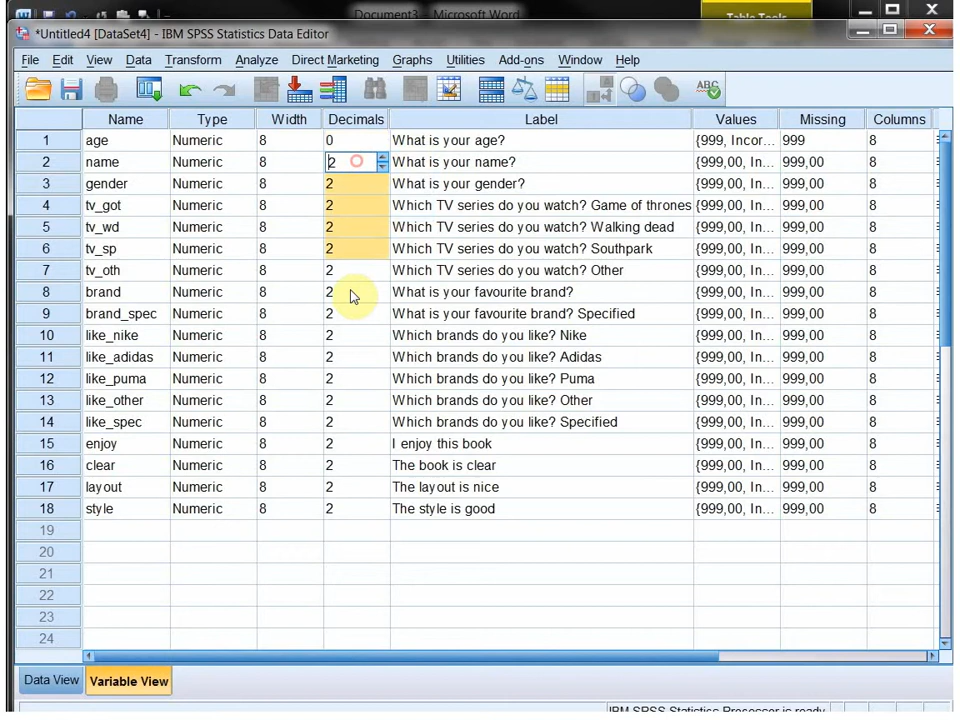 Document3 - Microsoft Word
Table Tools
*Untitled4 [DataSet4] - IBM SPSS Statistics Data Editor
File Edit View Data Transform Analyze Direct Marketing Graphs Utilities Add-ons Window Help
ABC
Name Type Width Decimals Label Values Missing Columns
1 age Numeric 8 0 What is your age? {999, Incor... 999 8
2 name Numeric 8 2 What is your name? {999,00, In... 999,00 8
3 gender Numeric 8 2 What is your gender? {999,00, In... 999,00 8
4 tv_got Numeric 8 2 Which TV series do you watch? Game of thrones {999,00, In... 999,00 8
5 tv_wd Numeric 8 2 Which TV series do you watch? Walking dead {999,00, In... 999,00 8
6 tv_sp Numeric 8 2 Which TV series do you watch? Southpark {999,00, In... 999,00 8
7 tv_oth Numeric 8 2 Which TV series do you watch? Other {999,00, In... 999,00 8
8 brand Numeric 8 2 What is your favourite brand? {999,00, In... 999,00 8
9 brand_spec Numeric 8 2 What is your favourite brand? Specified {999,00, In... 999,00 8
10 like_nike Numeric 8 2 Which brands do you like? Nike {999,00, In... 999,00 8
11 like_adidas Numeric 8 2 Which brands do you like? Adidas {999,00, In... 999,00 8
12 like_puma Numeric 8 2 Which brands do you like? Puma {999,00, In... 999,00 8
13 like_other Numeric 8 2 Which brands do you like? Other {999,00, In... 999,00 8
14 like_spec Numeric 8 2 Which brands do you like? Specified {999,00, In... 999,00 8
15 enjoy Numeric 8 2 I enjoy this book {999,00, In... 999,00 8
16 clear Numeric 8 2 The book is clear {999,00, In... 999,00 8
17 layout Numeric 8 2 The layout is nice {999,00, In... 999,00 8
18 style Numeric 8 2 The style is good {999,00, In... 999,00 8
19
20
21
22
23
24
Data View Variable View
IBM SPSS Statistics Processor is ready